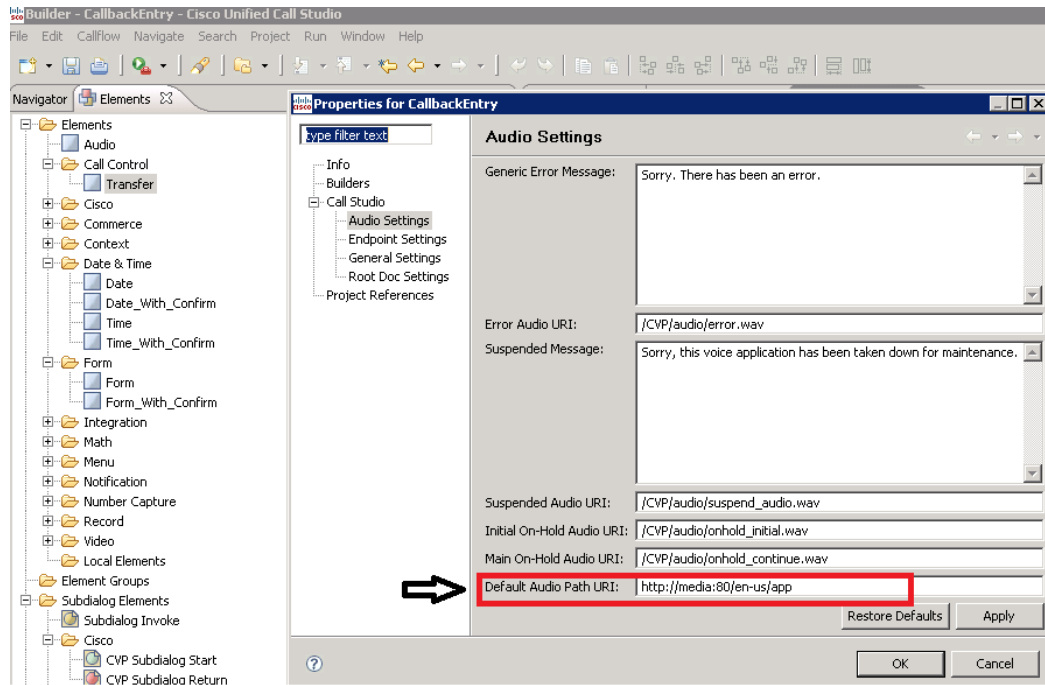 Builder - CallbackEntry - Cisco Unified Call Studio
File Edit Callflow Navigate Search Project Run Window Help
Navigator Elements
Elements
Audio
Call Control
Transfer
Cisco
Commerce
Context
Date & Time
Date
Date_With_Confirm
Time
Time_With_Confirm
Form
Form
Form_With_Confirm
Integration
Math
Menu
Notification
Number Capture
Record
Video
Local Elements
Element Groups
Subdialog Elements
Subdialog Invoke
Cisco
CVP Subdialog Start
CVP Subdialog Return
Properties for CallbackEntry
type filter text
Info
Builders
Call Studio
Audio Settings
Endpoint Settings
General Settings
Root Doc Settings
Project References
Audio Settings
Generic Error Message: Sorry. There has been an error.
Error Audio URI: /CVP/audio/error.wav
Suspended Message: Sorry, this voice application has been taken down for maintenance.
Suspended Audio URI: /CVP/audio/suspend_audio.wav
Initial On-Hold Audio URI: /CVP/audio/onhold_initial.wav
Main On-Hold Audio URI: /CVP/audio/onhold_continue.wav
Default Audio Path URI: http://media:80/en-us/app
Restore Defaults Apply
? OK Cancel